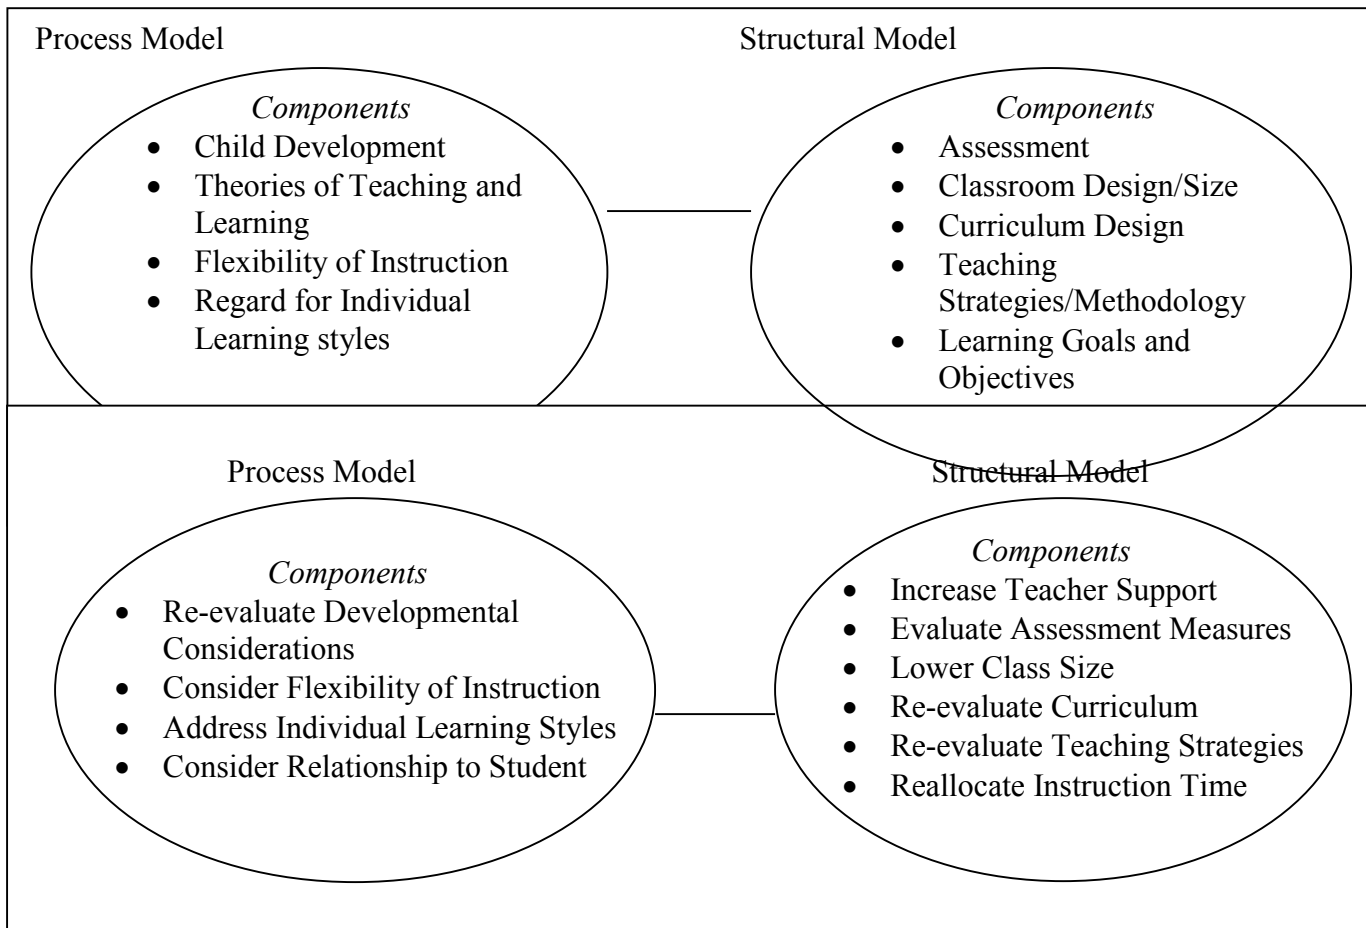 Process Model
Structural Model
Components
• Child Development
• Theories of Teaching and
Learning
• Flexibility of Instruction
• Regard for Individual
Learning styles
Components
• Assessment
• Classroom Design/Size
• Curriculum Design
• Teaching
Strategies/Methodology
• Learning Goals and
Objectives
Process Model
Structural Model
Components
• Re-evaluate Developmental
Considerations
• Consider Flexibility of Instruction
• Address Individual Learning Styles
• Consider Relationship to Student
Components
• Increase Teacher Support
• Evaluate Assessment Measures
• Lower Class Size
• Re-evaluate Curriculum
• Re-evaluate Teaching Strategies
• Reallocate Instruction Time